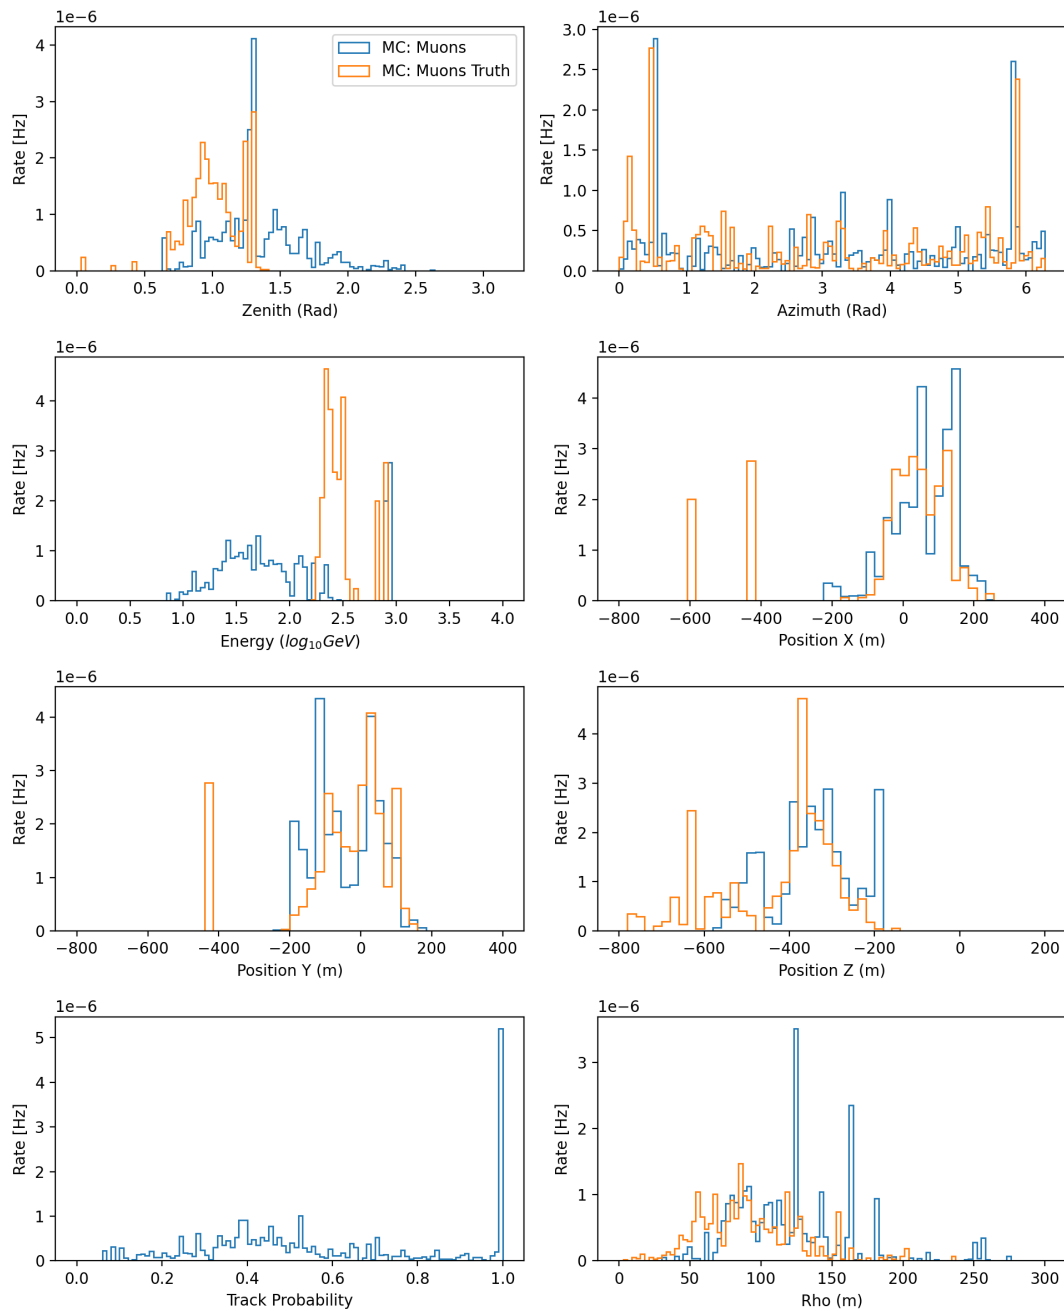 1e−6
Rate [Hz]
4
3
2
1
0
0.0 0.5 1.0 1.5 2.0 2.5 3.0
Zenith (Rad)
MC: Muons
MC: Muons Truth
1e−6
Rate [Hz]
3.0
2.5
2.0
1.5
1.0
0.5
0.0
0 1 2 3 4 5 6
Azimuth (Rad)
1e−6
Rate [Hz]
4
3
2
1
0
0.0 0.5 1.0 1.5 2.0 2.5 3.0 3.5 4.0
Energy (log₁₀GeV)
1e−6
Rate [Hz]
4
3
2
1
0
−800 −600 −400 −200 0 200 400
Position X (m)
1e−6
Rate [Hz]
4
3
2
1
0
−800 −600 −400 −200 0 200 400
Position Y (m)
1e−6
Rate [Hz]
4
3
2
1
0
−800 −600 −400 −200 0 200
Position Z (m)
1e−6
Rate [Hz]
5
4
3
2
1
0
0.0 0.2 0.4 0.6 0.8 1.0
Track Probability
1e−6
Rate [Hz]
3
2
1
0
0 50 100 150 200 250 300
Rho (m)